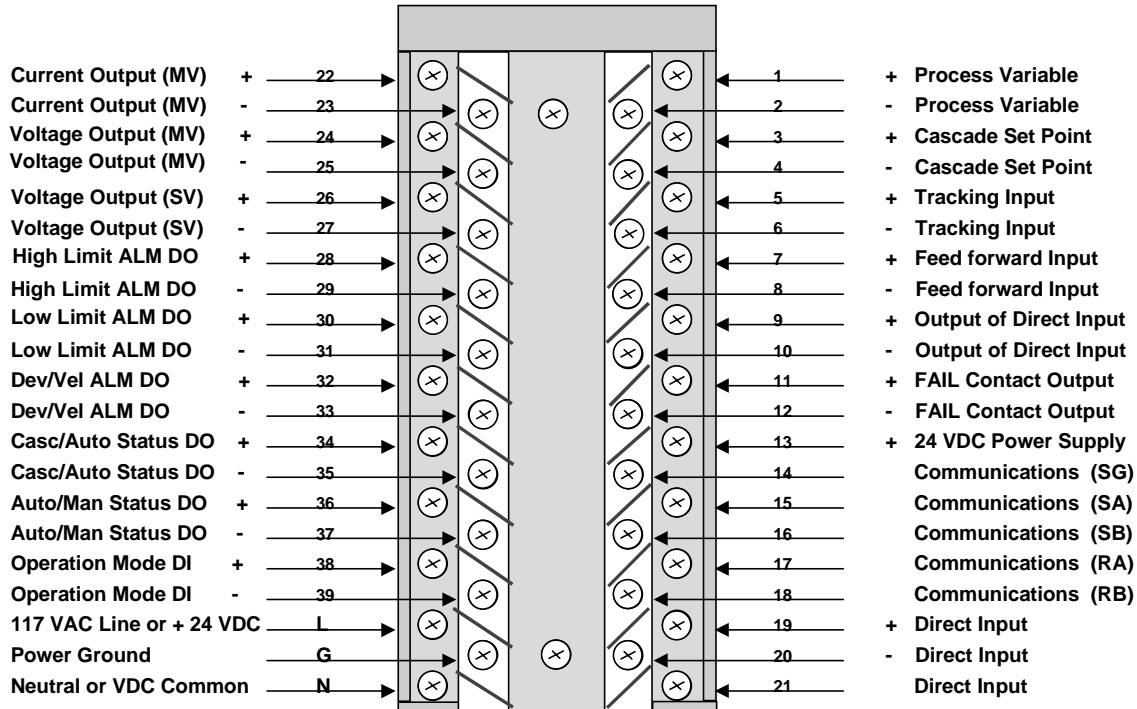 Current Output (MV) + 22 1 + Process Variable
Current Output (MV) - 23 2 - Process Variable
Voltage Output (MV) + 24 3 + Cascade Set Point
Voltage Output (MV) - 25 4 - Cascade Set Point
Voltage Output (SV) + 26 5 + Tracking Input
Voltage Output (SV) - 27 6 - Tracking Input
High Limit ALM DO + 28 7 + Feed forward Input
High Limit ALM DO - 29 8 - Feed forward Input
Low Limit ALM DO + 30 9 + Output of Direct Input
Low Limit ALM DO - 31 10 - Output of Direct Input
Dev/Vel ALM DO + 32 11 + FAIL Contact Output
Dev/Vel ALM DO - 33 12 - FAIL Contact Output
Casc/Auto Status DO + 34 13 + 24 VDC Power Supply
Casc/Auto Status DO - 35 14 Communications (SG)
Auto/Man Status DO + 36 15 Communications (SA)
Auto/Man Status DO - 37 16 Communications (SB)
Operation Mode DI + 38 17 Communications (RA)
Operation Mode DI - 39 18 Communications (RB)
117 VAC Line or + 24 VDC L 19 + Direct Input
Power Ground G 20 - Direct Input
Neutral or VDC Common N 21 Direct Input